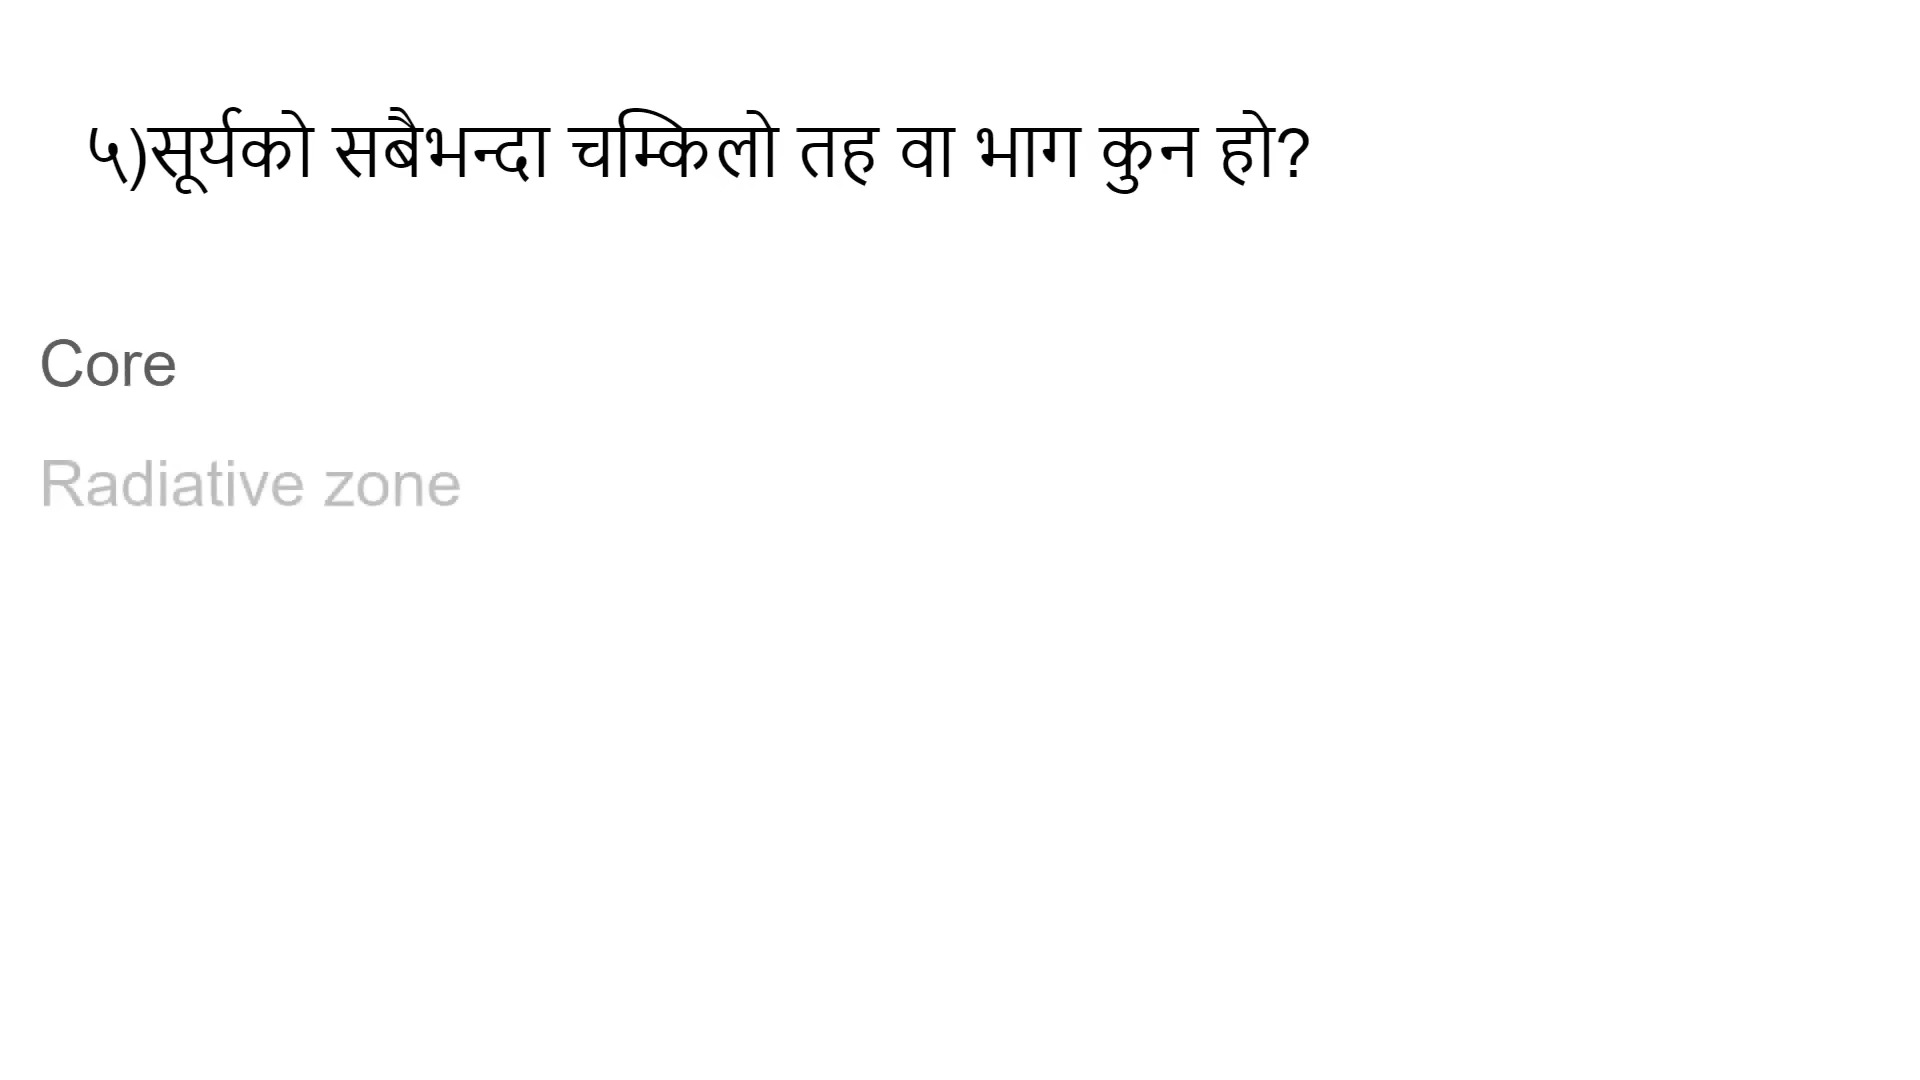 ५)सूर्यको सबैभन्दा चम्किलो तह वा भाग कुन हो?
Core
Radiative zone